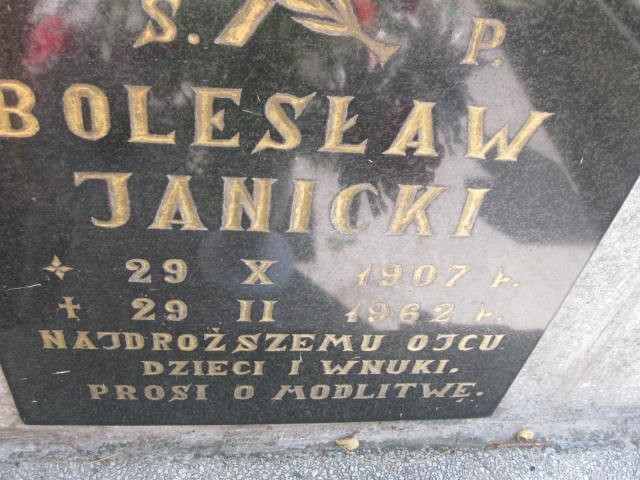 S. P.
BOLESŁAW
JANICKI
29 X 1907 r.
29 II 1962 r.
NAJDROŻSZEMU OJCU
DZIECI I WNUKI.
PROSI O MODLITWĘ.